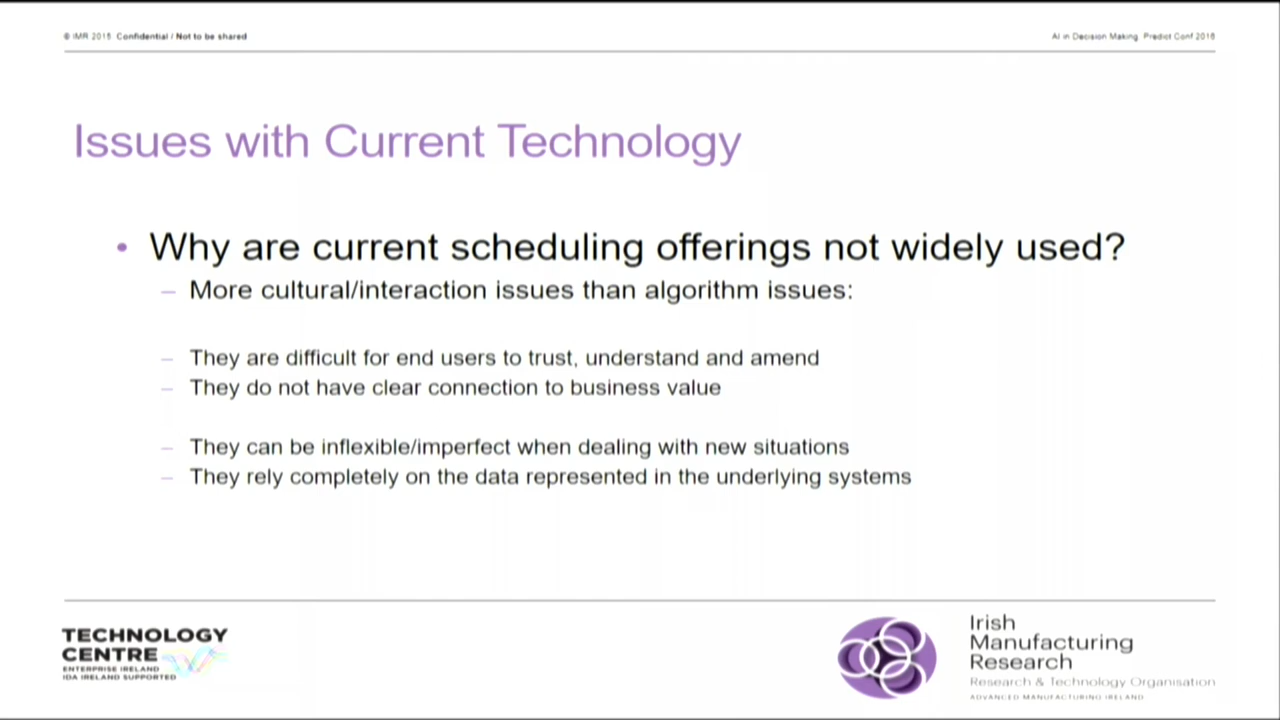 © IMR 2015 Confidential / Not to be shared
AI in Decision Making Predict Conf 2016
Issues with Current Technology
• Why are current scheduling offerings not widely used?
– More cultural/interaction issues than algorithm issues:
– They are difficult for end users to trust, understand and amend
– They do not have clear connection to business value
– They can be inflexible/imperfect when dealing with new situations
– They rely completely on the data represented in the underlying systems
TECHNOLOGY
CENTRE
ENTERPRISE IRELAND
IDA IRELAND SUPPORTED
Irish
Manufacturing
Research
Research & Technology Organisation
ADVANCED MANUFACTURING IRELAND